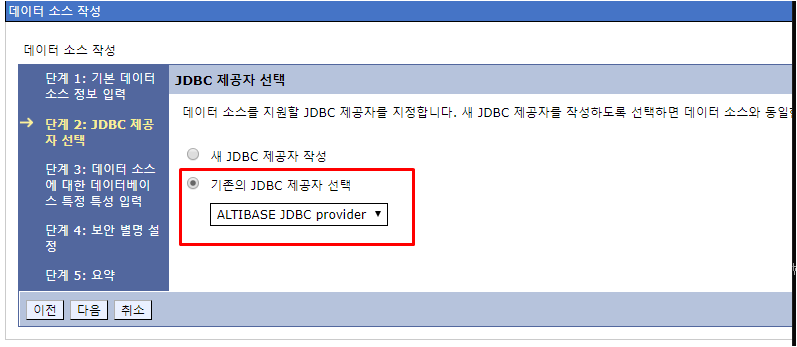 데이터 소스 작성
데이터 소스 작성
단계 1: 기본 데이터
소스 정보 입력
단계 2: JDBC 제공
자 선택
단계 3: 데이터 소스
에 대한 데이터베이
스 특정 특성 입력
단계 4: 보안 별명 설
정
단계 5: 요약
JDBC 제공자 선택
데이터 소스를 지원할 JDBC 제공자를 지정합니다. 새 JDBC 제공자를 작성하도록 선택하면 데이터 소스와
새 JDBC 제공자 작성
기존의 JDBC 제공자 선택
ALTIBASE JDBC provider
이전 다음 취소